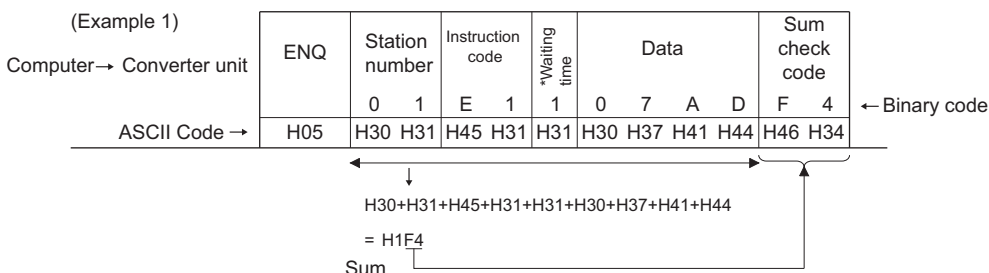 (Example 1)
Computer→ Converter unit
ENQ
Station
number
Instruction
code
*Waiting
time
Data
Sum
check
code
0 1 E 1 1 0 7 A D F 4
←Binary code
ASCII Code →
H05 H30 H31 H45 H31 H31 H30 H37 H41 H44 H46 H34
H30+H31+H45+H31+H31+H30+H37+H41+H44
= H1F4
Sum